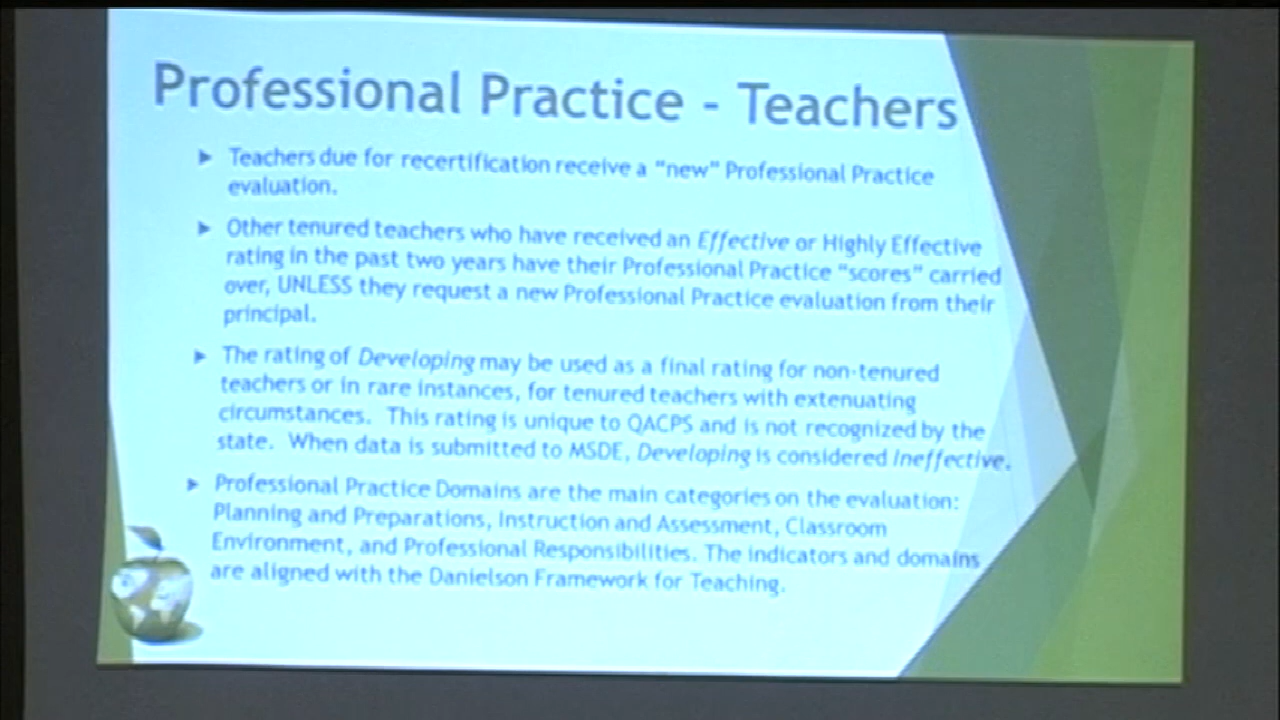 Professional Practice - Teachers
Teachers due for recertification receive a "new" Professional Practice
evaluation.
Other tenured teachers who have received an Effective or Highly Effective
rating in the past two years have their Professional Practice "scores" carried
over, UNLESS they request a new Professional Practice evaluation from their
principal.
The rating of Developing may be used as a final rating for non-tenured
teachers or in rare instances, for tenured teachers with extenuating
circumstances. This rating is unique to QACPS and is not recognized by the
state. When data is submitted to MSDE, Developing is considered Ineffective.
Professional Practice Domains are the main categories on the evaluation:
Planning and Preparations, Instruction and Assessment, Classroom
Environment, and Professional Responsibilities. The indicators and domains
are aligned with the Danielson Framework for Teaching.